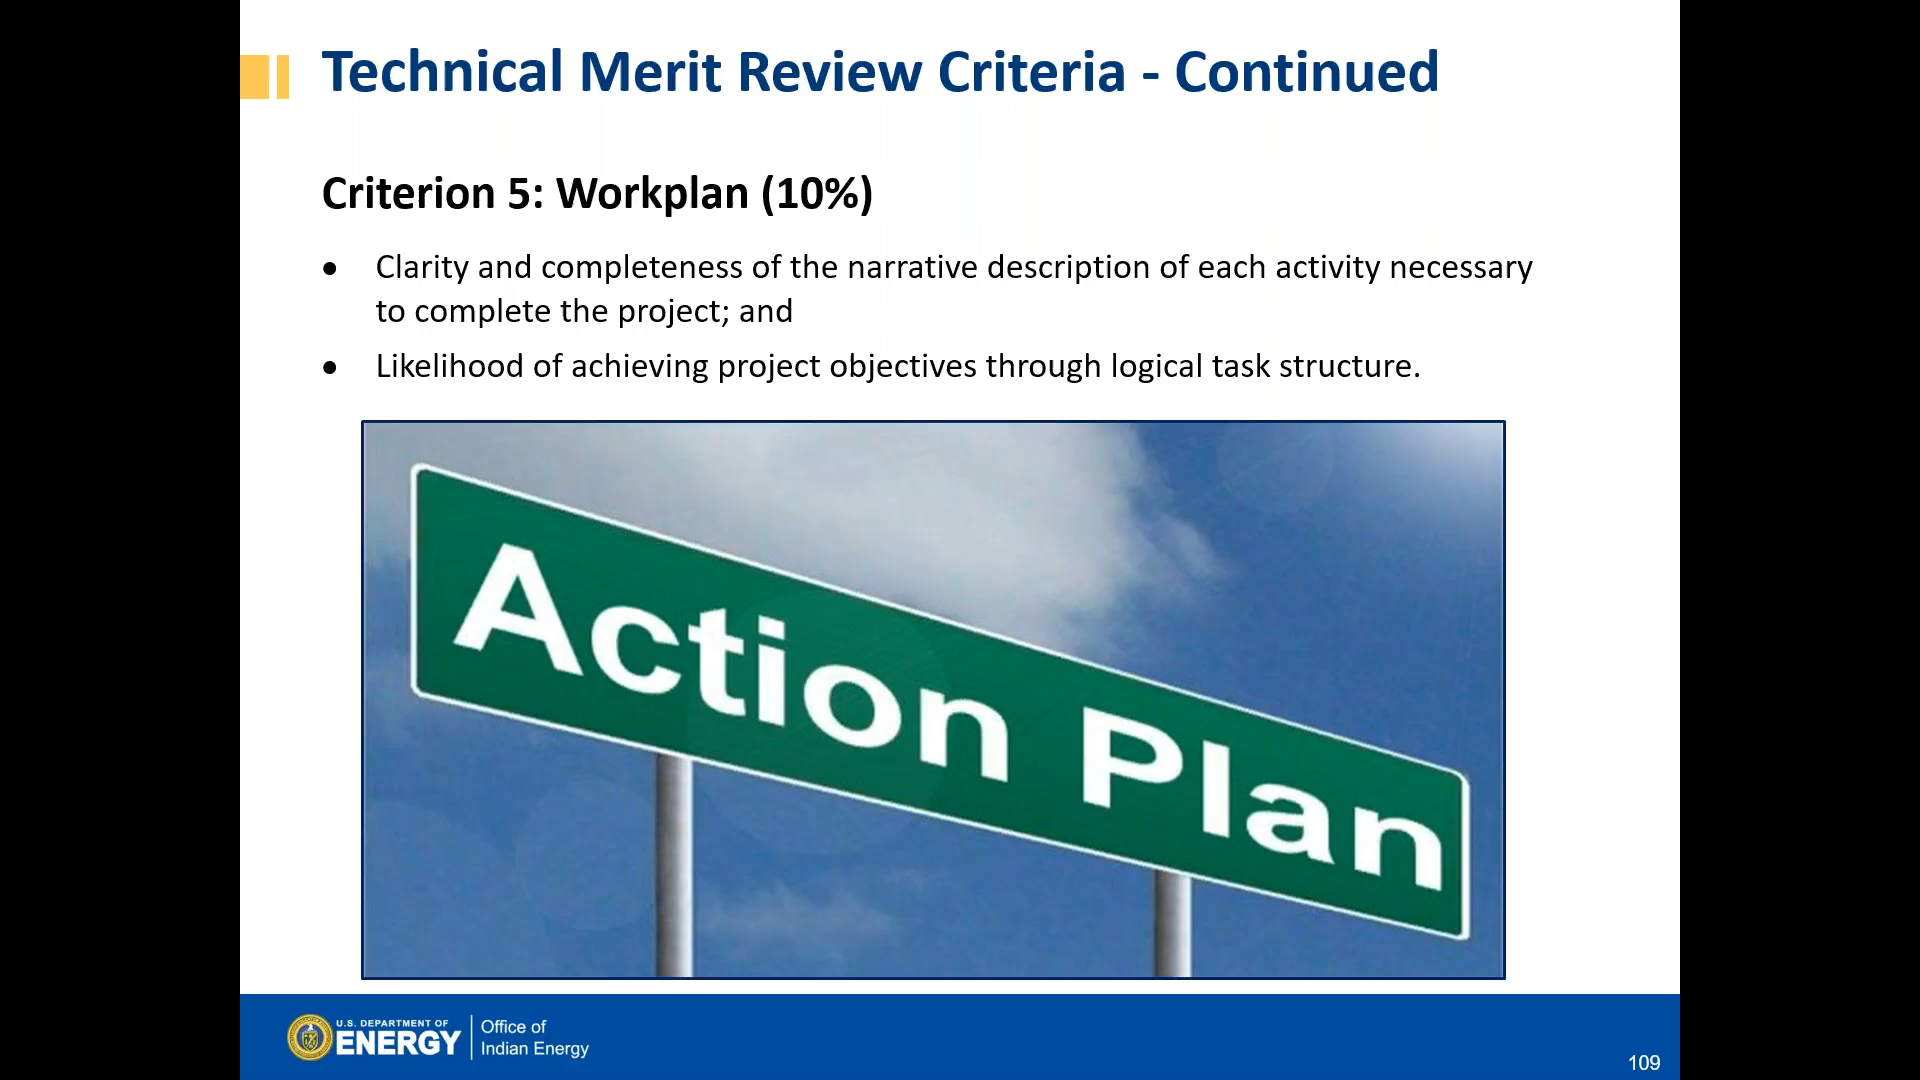 Technical Merit Review Criteria - Continued
Criterion 5: Workplan (10%)
• Clarity and completeness of the narrative description of each activity necessary
to complete the project; and
• Likelihood of achieving project objectives through logical task structure.
Action Plan
U.S. DEPARTMENT OF
ENERGY
Office of
Indian Energy
109